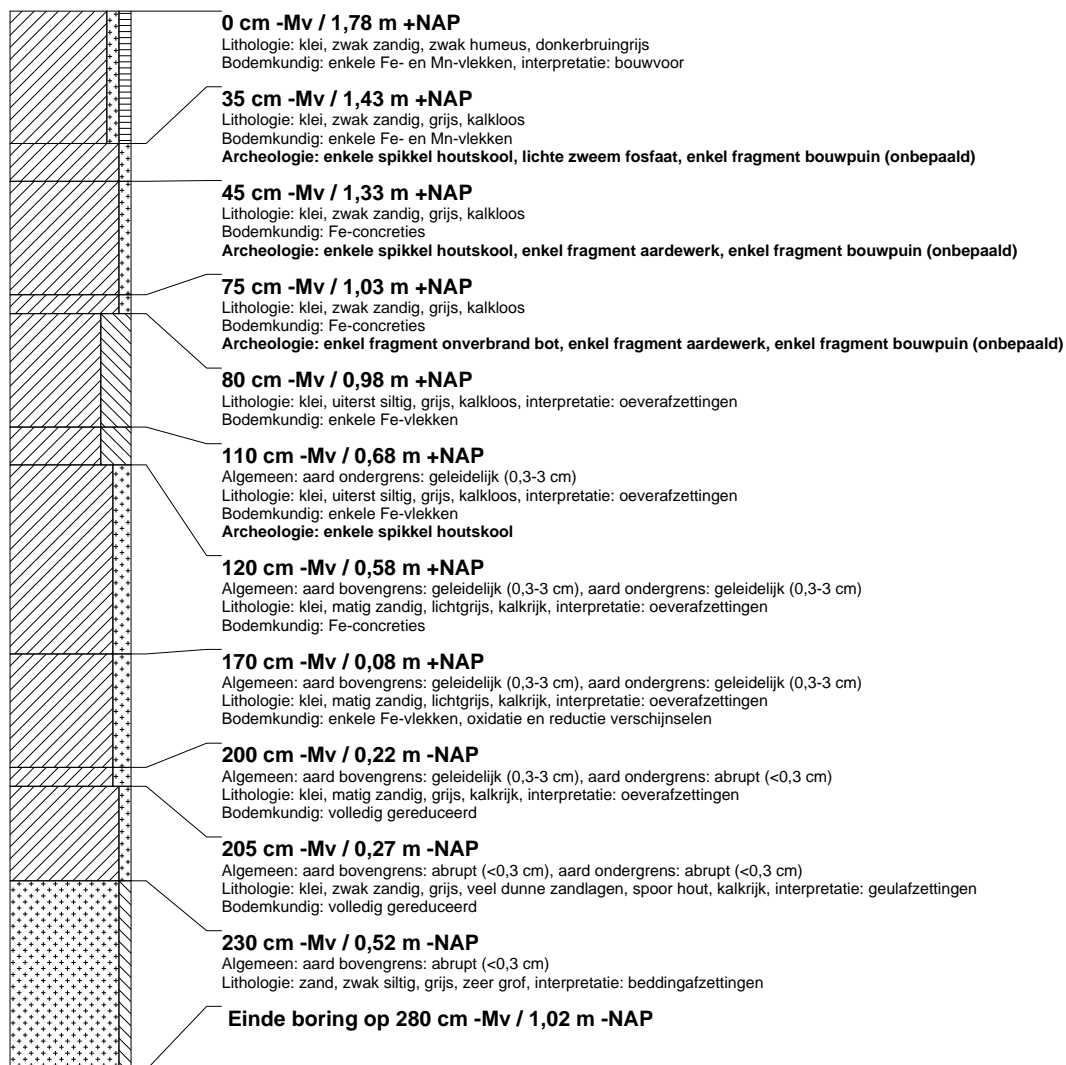 0 cm -Mv / 1,78 m +NAP
Lithologie: klei, zwak zandig, zwak humeus, donkerbruingrijs
Bodemkundig: enkele Fe- en Mn-vlekken, interpretatie: bouwvoor
35 cm -Mv / 1,43 m +NAP
Lithologie: klei, zwak zandig, grijs, kalkloos
Bodemkundig: enkele Fe- en Mn-vlekken
Archeologie: enkele spikkel houtskool, lichte zweem fosfaat, enkel fragment bouwpuin (onbepaald)
45 cm -Mv / 1,33 m +NAP
Lithologie: klei, zwak zandig, grijs, kalkloos
Bodemkundig: Fe-concreties
Archeologie: enkele spikkel houtskool, enkel fragment aardewerk, enkel fragment bouwpuin (onbepaald)
75 cm -Mv / 1,03 m +NAP
Lithologie: klei, zwak zandig, grijs, kalkloos
Bodemkundig: Fe-concreties
Archeologie: enkel fragment onverbrand bot, enkel fragment aardewerk, enkel fragment bouwpuin (onbepaald)
80 cm -Mv / 0,98 m +NAP
Lithologie: klei, uiterst siltig, grijs, kalkloos, interpretatie: oeverafzettingen
Bodemkundig: enkele Fe-vlekken
110 cm -Mv / 0,68 m +NAP
Algemeen: aard ondergrens: geleidelijk (0,3-3 cm)
Lithologie: klei, uiterst siltig, grijs, kalkloos, interpretatie: oeverafzettingen
Bodemkundig: enkele Fe-vlekken
Archeologie: enkele spikkel houtskool
120 cm -Mv / 0,58 m +NAP
Algemeen: aard bovengrens: geleidelijk (0,3-3 cm), aard ondergrens: geleidelijk (0,3-3 cm)
Lithologie: klei, matig zandig, lichtgrijs, kalkrijk, interpretatie: oeverafzettingen
Bodemkundig: Fe-concreties
170 cm -Mv / 0,08 m +NAP
Algemeen: aard bovengrens: geleidelijk (0,3-3 cm), aard ondergrens: geleidelijk (0,3-3 cm)
Lithologie: klei, matig zandig, lichtgrijs, kalkrijk, interpretatie: oeverafzettingen
Bodemkundig: enkele Fe-vlekken, oxidatie en reductie verschijnselen
200 cm -Mv / 0,22 m -NAP
Algemeen: aard bovengrens: geleidelijk (0,3-3 cm), aard ondergrens: abrupt (<0,3 cm)
Lithologie: klei, matig zandig, grijs, kalkrijk, interpretatie: oeverafzettingen
Bodemkundig: volledig gereduceerd
205 cm -Mv / 0,27 m -NAP
Algemeen: aard bovengrens: abrupt (<0,3 cm), aard ondergrens: abrupt (<0,3 cm)
Lithologie: klei, zwak zandig, grijs, veel dunne zandlagen, spoor hout, kalkrijk, interpretatie: geulafzettingen
Bodemkundig: volledig gereduceerd
230 cm -Mv / 0,52 m -NAP
Algemeen: aard bovengrens: abrupt (<0,3 cm)
Lithologie: zand, zwak siltig, grijs, zeer grof, interpretatie: beddingafzettingen
Einde boring op 280 cm -Mv / 1,02 m -NAP